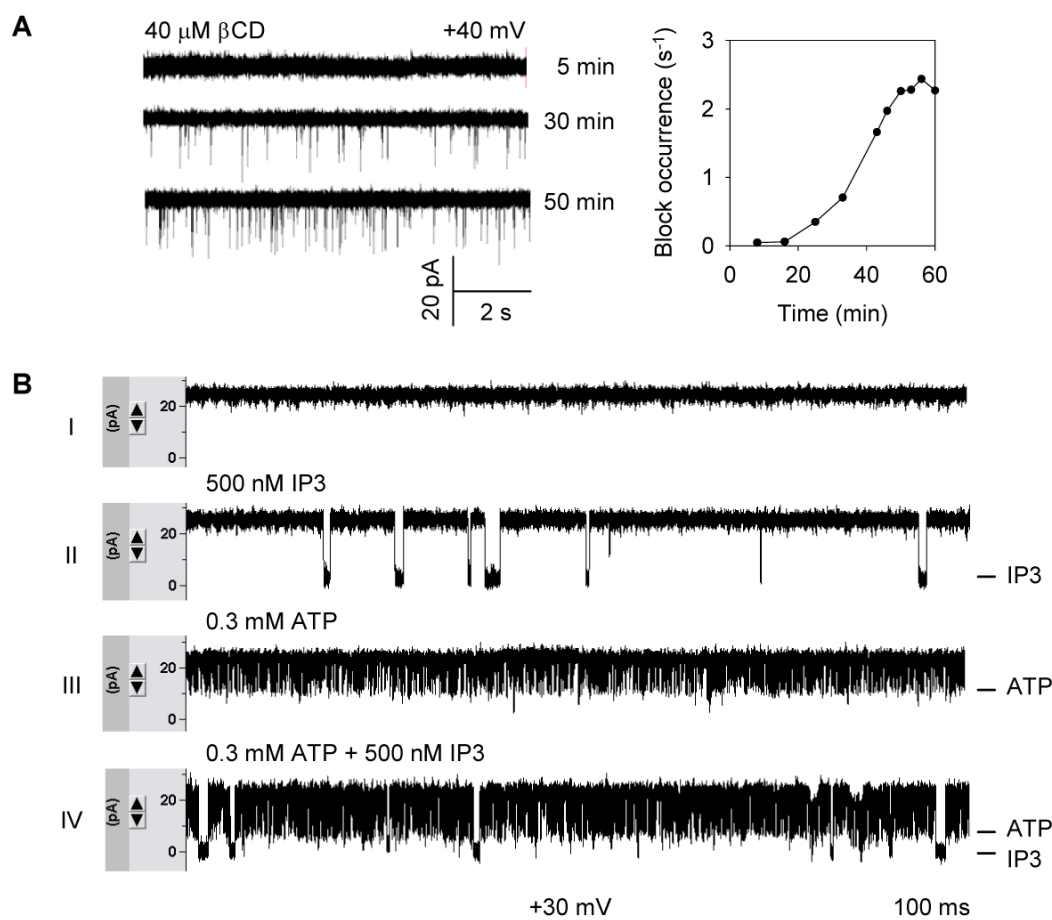 A
40 μM βCD
+40 mV
5 min
30 min
50 min
20 pA
2 s
Block occurrence (s-1)
3
2
1
0
0 20 40 60
Time (min)
B
I
(pA)
20
0
500 nM IP3
II
(pA)
20
0
IP3
0.3 mM ATP
III
(pA)
20
0
ATP
0.3 mM ATP + 500 nM IP3
IV
(pA)
20
0
ATP
IP3
+30 mV
100 ms